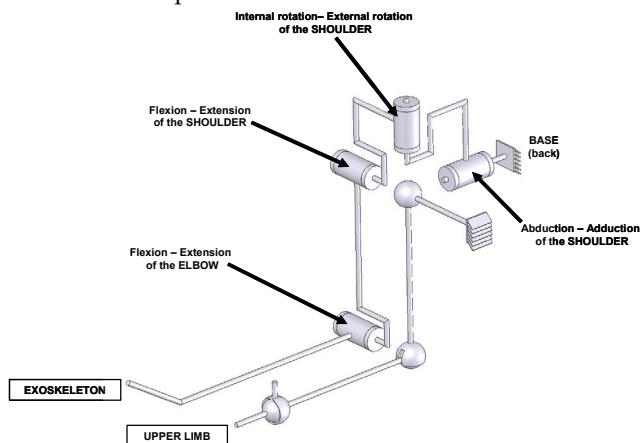 Internal rotation– External rotation
of the SHOULDER
Flexion – Extension
of the SHOULDER
BASE
(back)
Abduction – Adduction
of the SHOULDER
Flexion – Extension
of the ELBOW
EXOSKELETON
UPPER LIMB